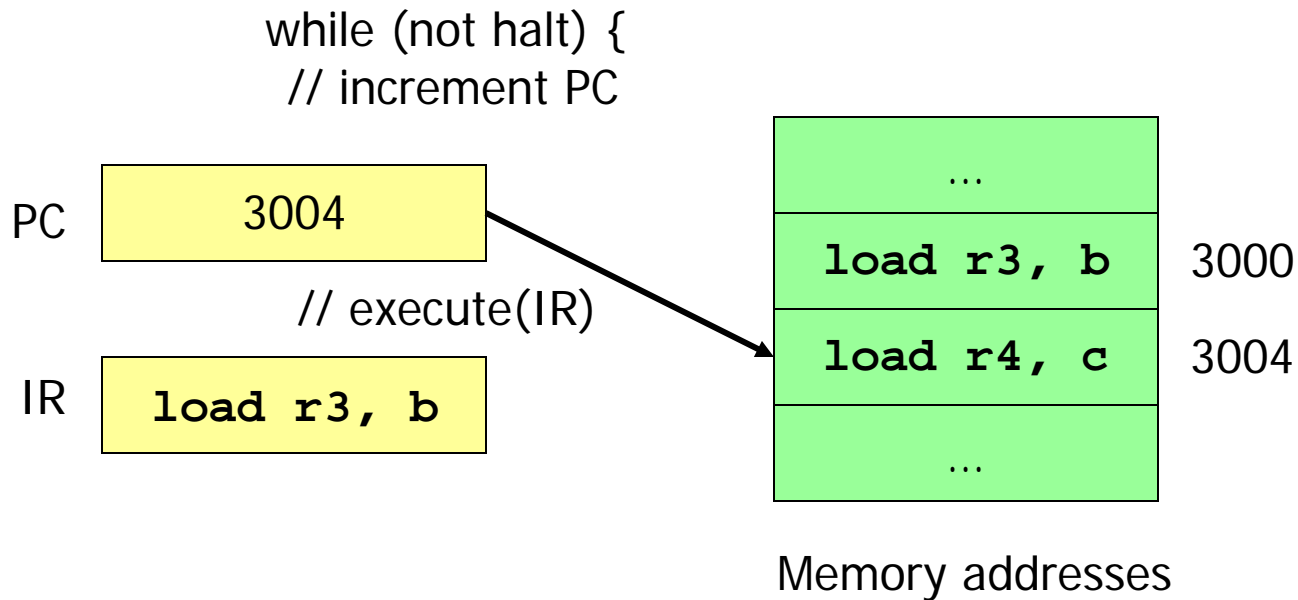 while (not halt) {
// increment PC
PC
3004
// execute(IR)
IR
load r3, b
…
load r3, b
3000
load r4, c
3004
…
Memory addresses